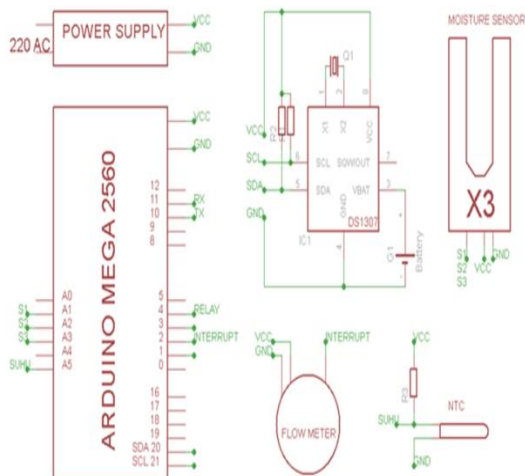 POWER SUPPLY
220 AC
VCC
GND
ARDUINO MEGA 2560
VCC
GND
12
11 RX
10 TX
9
8
A0
S1 A1
S2 A2
S3 A3
A4
SUHU A5
5
4 RELAY
3
2 INTERRUPT
1
0
16
17
18
19
SDA 20
SCL 21
Q1
1 2 8
X1 X2 VCC
R2
VCC
SCL 6 SCL SQWOUT 7
SDA 5 SDA VBAT 3
GND
GND
DS1307
IC1
4
G1
Battery
MOISTURE SENSOR
X3
S1
S2
S3
VCC
GND
VCC
GND
INTERRUPT
FLOW METER
VCC
R3
SUHU
NTC
GND